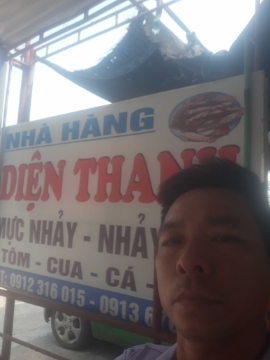 NHÀ HÀNG
DIỆN THANH
MỰC NHẢY - NHẢY
TÔM - CUA - CÁ -
T: 0912 316 015 - 0913